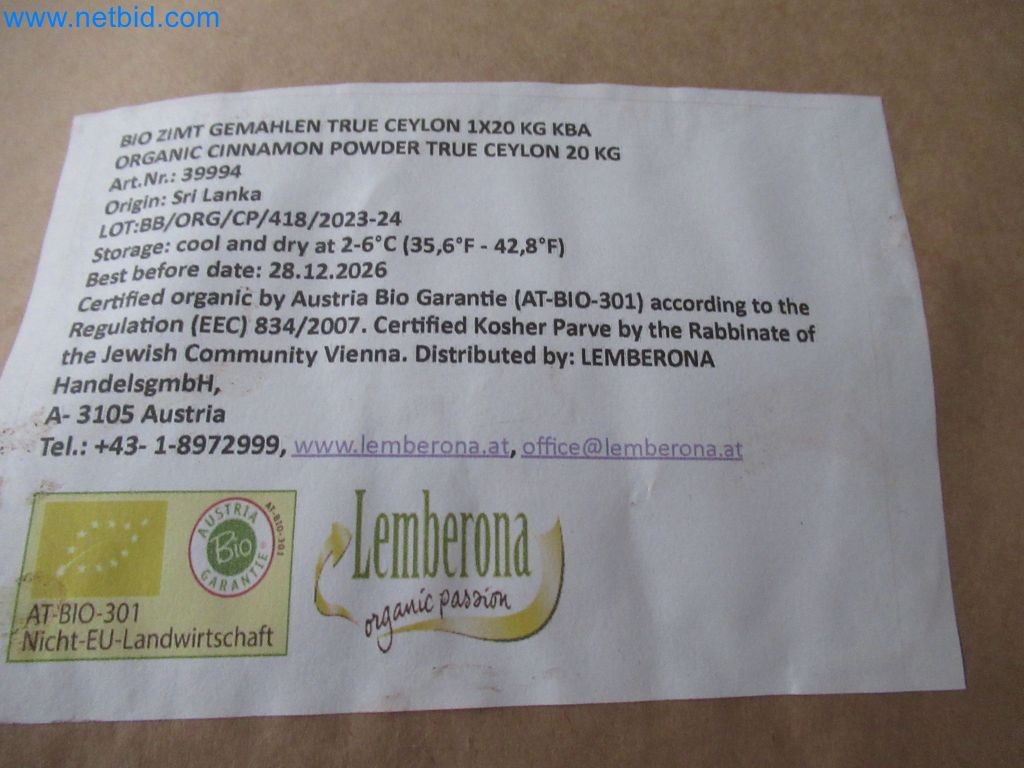 www.netbid.com
BIO ZIMT GEMAHLEN TRUE CEYLON 1X20 KG KBA
ORGANIC CINNAMON POWDER TRUE CEYLON 20 KG
Art.Nr.: 39994
Origin: Sri Lanka
LOT:BB/ORG/CP/418/2023-24
Storage: cool and dry at 2-6°C (35,6°F - 42,8°F)
Best before date: 28.12.2026
Certified organic by Austria Bio Garantie (AT-BIO-301) according to the
Regulation (EEC) 834/2007. Certified Kosher Parve by the Rabbinate of
the Jewish Community Vienna. Distributed by: LEMBERONA
HandelsgmbH,
A- 3105 Austria
Tel.: +43- 1-8972999, www.lemberona.at, office@lemberona.at
AUSTRIA
Bio
GARANTIE
AT-BIO-301
AT-BIO-301
Nicht-EU-Landwirtschaft
Lemberona
organic passion